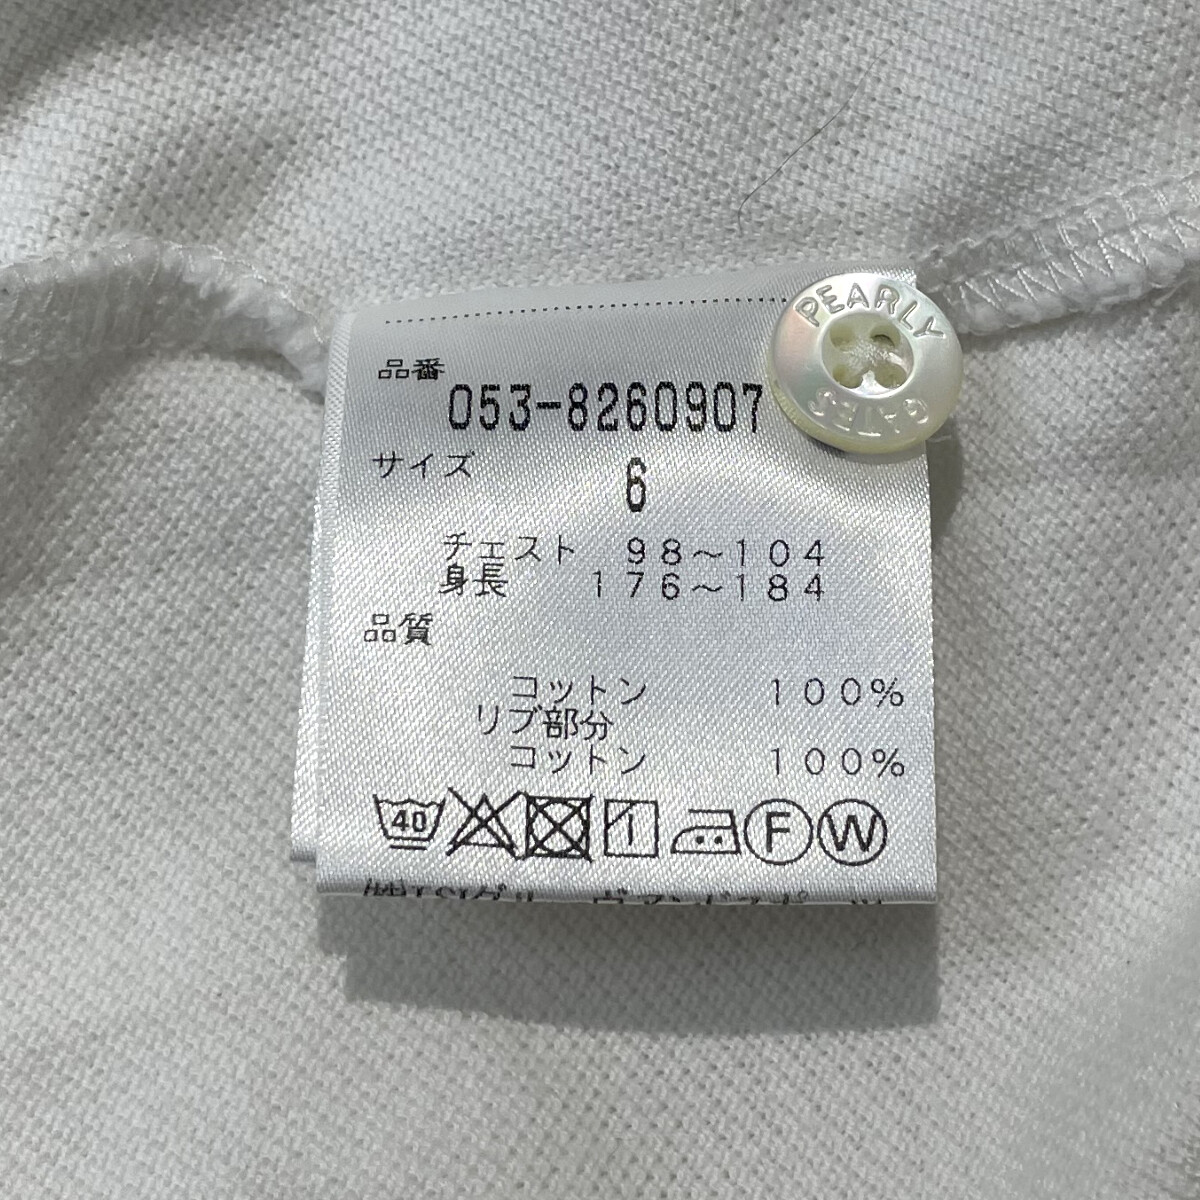 PEARLY
GATES
品番
053-8260907
サイズ
6
チェスト 98～104
身長 176～184
品質
コットン 100%
リブ部分
コットン 100%
40
F
W